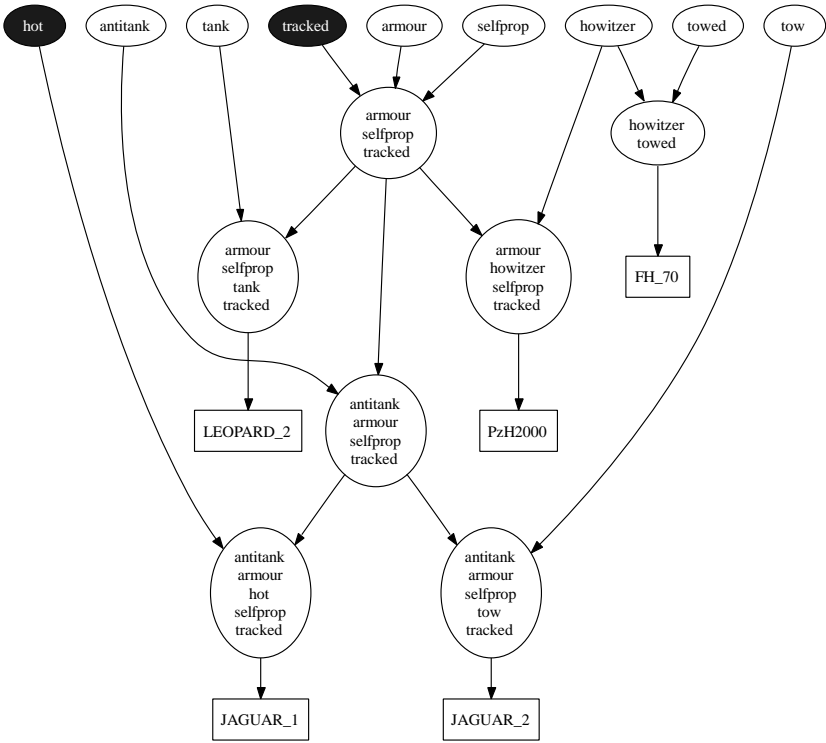 hot
antitank
tank
tracked
armour
selfprop
howitzer
towed
tow
armour
selfprop
tracked
howitzer
towed
armour
selfprop
tank
tracked
armour
howitzer
selfprop
tracked
FH_70
antitank
armour
selfprop
tracked
LEOPARD_2
PzH2000
antitank
armour
hot
selfprop
tracked
antitank
armour
selfprop
tow
tracked
JAGUAR_1
JAGUAR_2